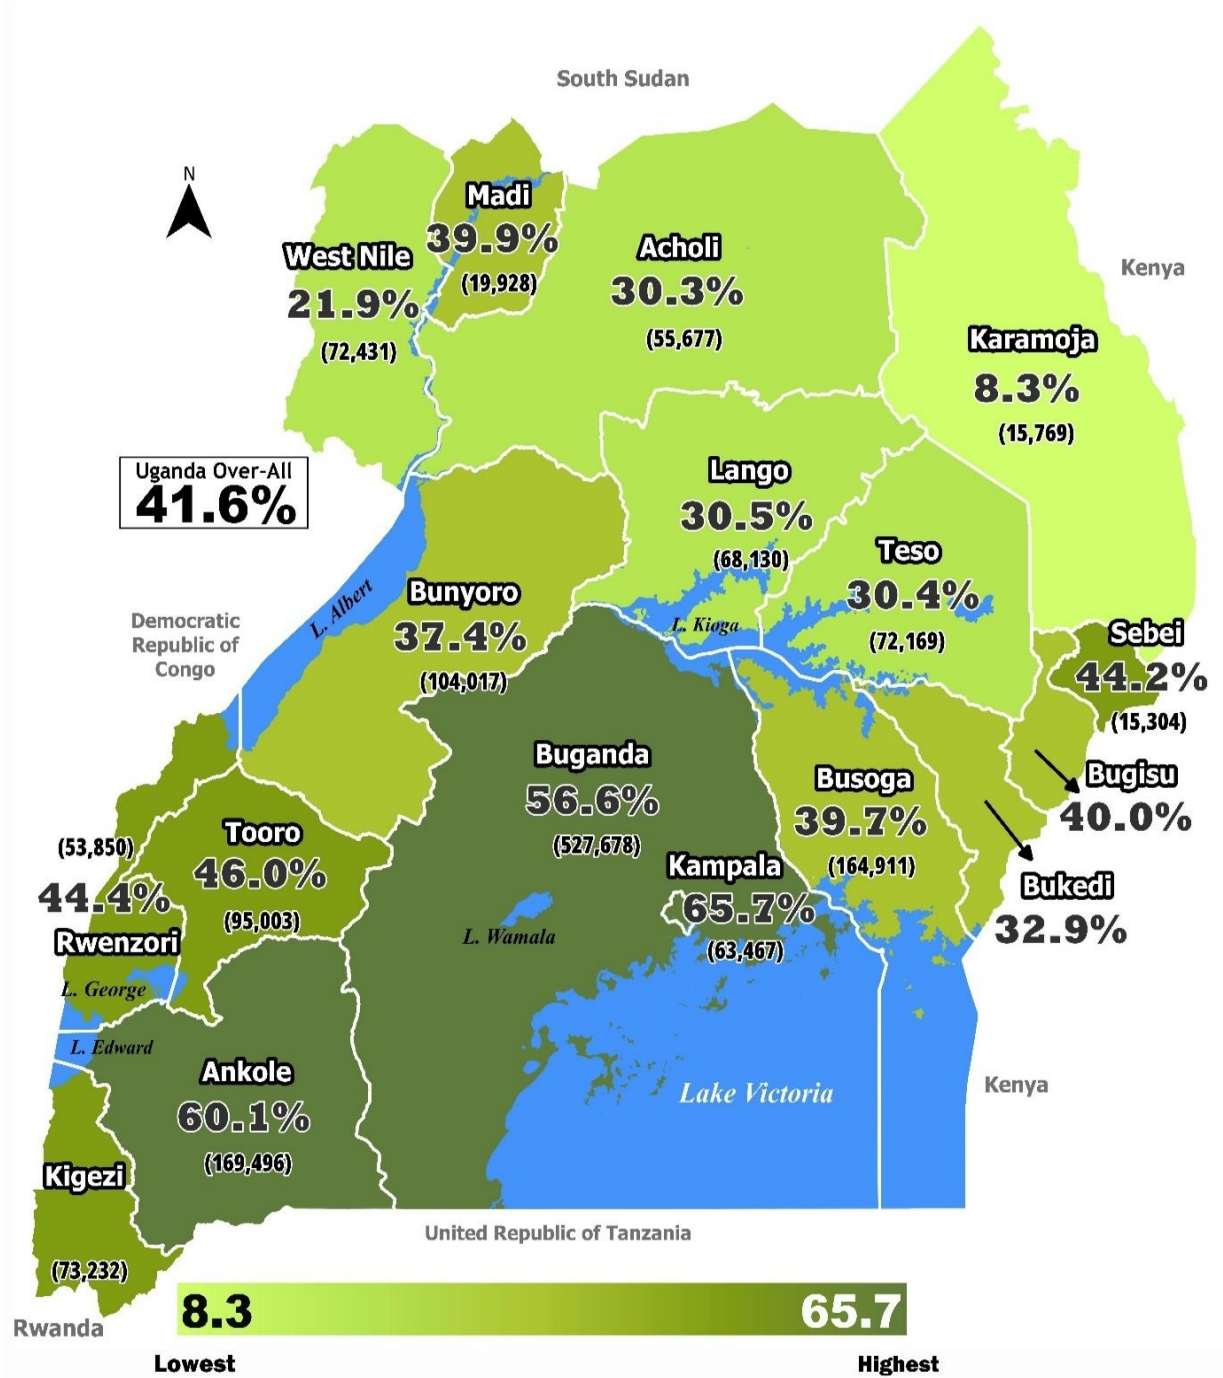 South Sudan
N
Madi
39.9%
(19,928)
West Nile
21.9%
(72,431)
Acholi
30.3%
(55,677)
Kenya
Karamoja
8.3%
(15,769)
Uganda Over-All
41.6%
Lango
30.5%
(68,130)
Teso
30.4%
(72,169)
L. Albert
Bunyoro
37.4%
(104,017)
L. Kioga
Democratic
Republic of
Congo
Sebei
44.2%
(15,304)
Buganda
56.6%
(527,678)
Busoga
39.7%
(164,911)
Bugisu
40.0%
Tooro
46.0%
(95,003)
(53,850)
44.4%
Rwenzori
Kampala
65.7%
(63,467)
Bukedi
32.9%
L. Wamala
L. George
L. Edward
Ankole
60.1%
(169,496)
Lake Victoria
Kenya
Kigezi
(73,232)
United Republic of Tanzania
Rwanda
8.3
65.7
Lowest
Highest